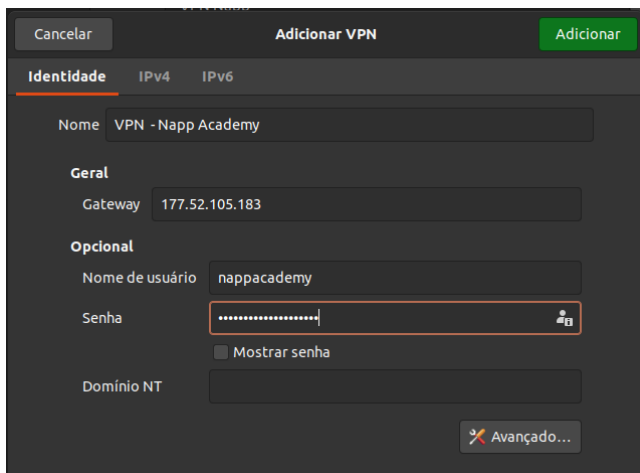 Cancelar Adicionar VPN Adicionar
Identidade IPv4 IPv6
Nome VPN - Napp Academy
Geral
Gateway 177.52.105.183
Opcional
Nome de usuário nappacademy
Senha ••••••••••••••••••••
Mostrar senha
Domínio NT
Avançado...